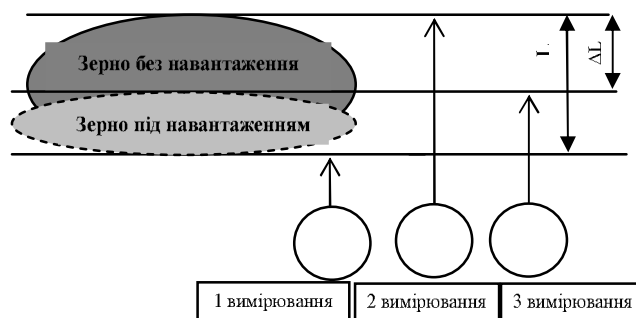 Зерно без навантаження
Зерно під навантаженням
ΔL
1 вимірювання
2 вимірювання
3 вимірювання